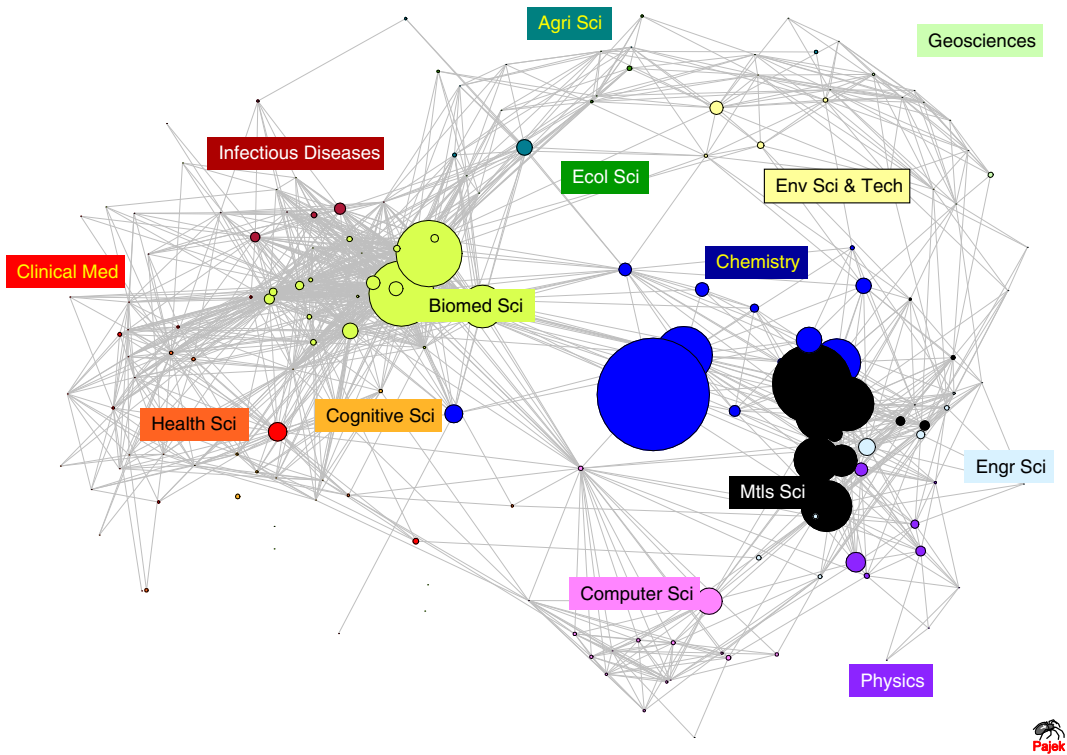 Agri Sci
Geosciences
Infectious Diseases
Ecol Sci
Env Sci & Tech
Clinical Med
Chemistry
Biomed Sci
Health Sci
Cognitive Sci
Engr Sci
Mtls Sci
Computer Sci
Physics
Pajek